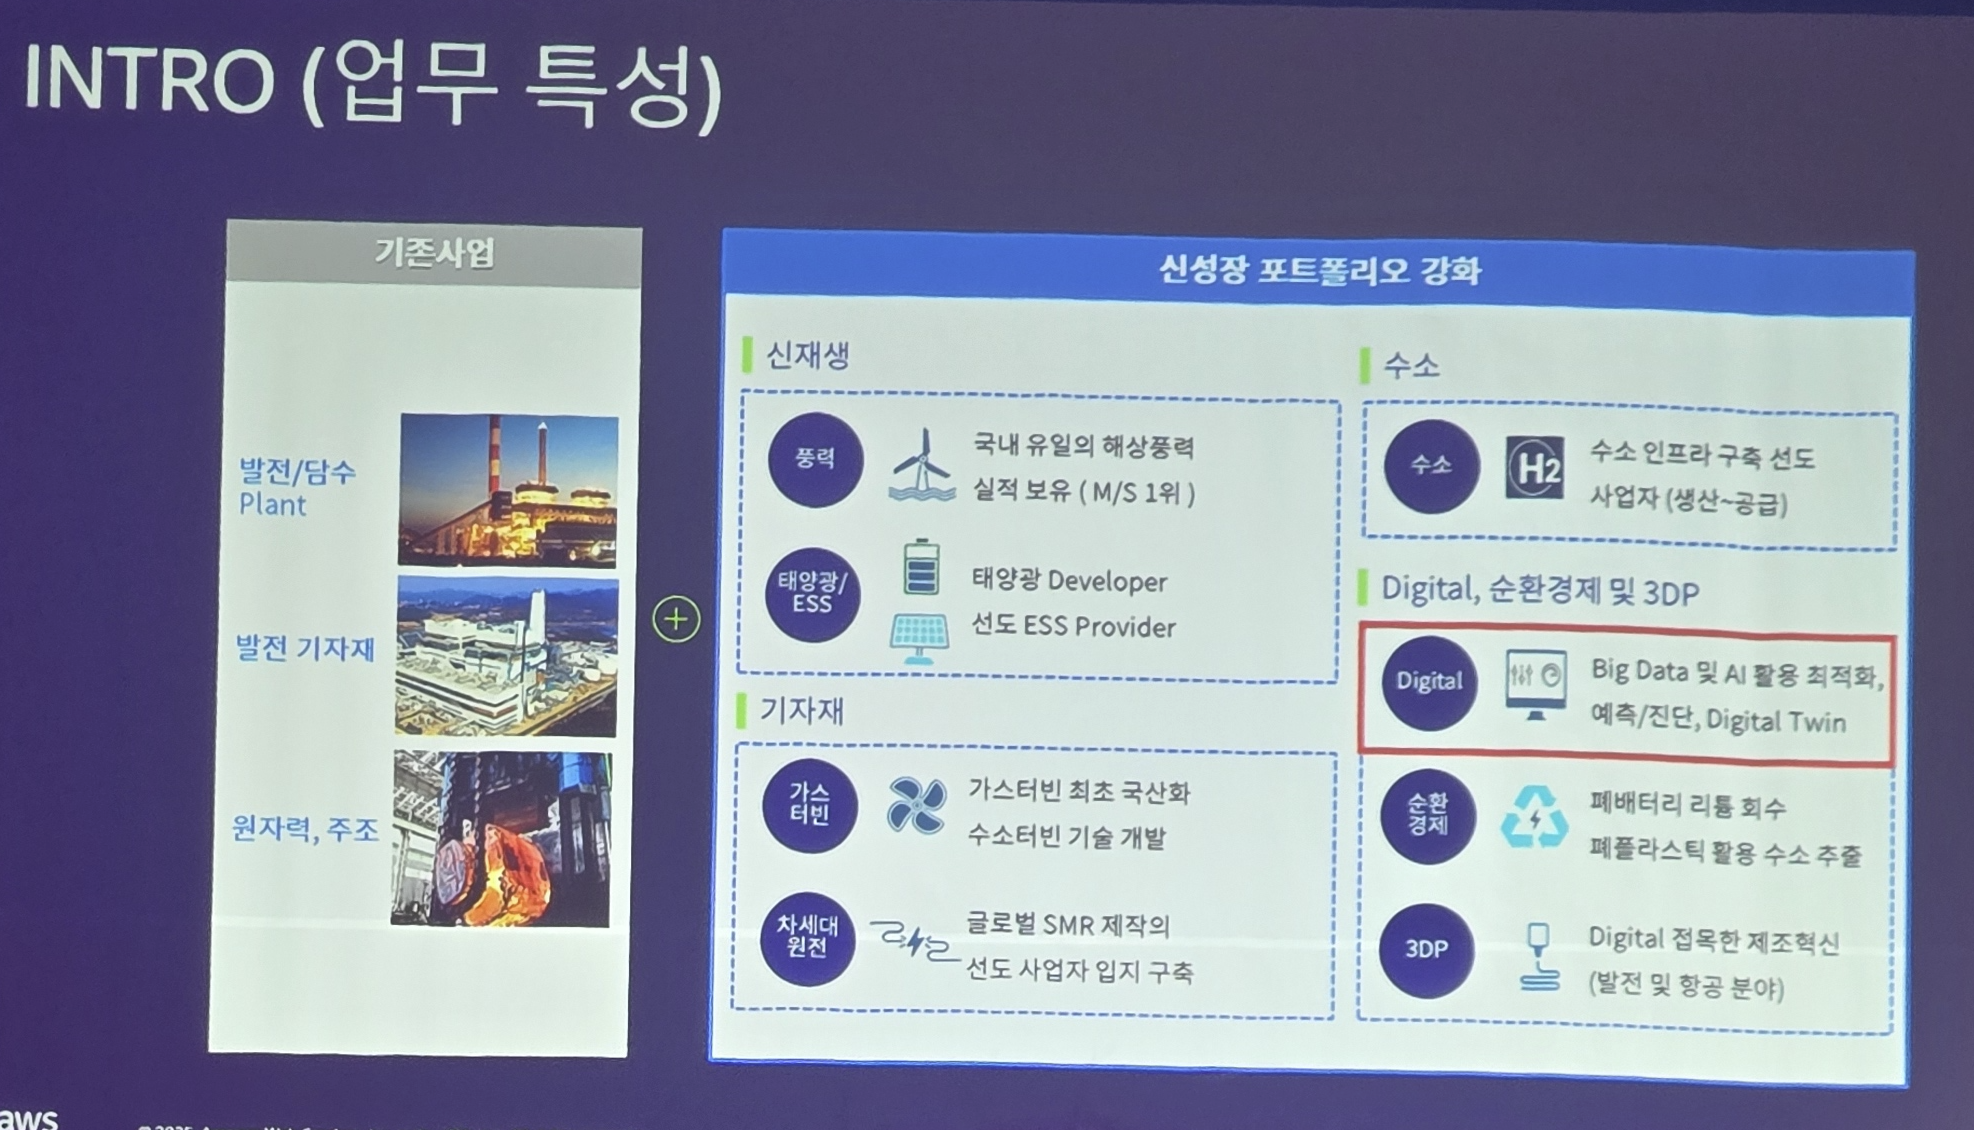 INTRO (업무 특성)
기존사업
발전/담수
Plant
발전 기자재
원자력, 주조
신성장 포트폴리오 강화
신재생
풍력
국내 유일의 해상풍력
실적 보유 ( M/S 1위 )
태양광/
ESS
태양광 Developer
선도 ESS Provider
기자재
가스
터빈
가스터빈 최초 국산화
수소터빈 기술 개발
차세대
원전
글로벌 SMR 제작의
선도 사업자 입지 구축
수소
수소
H2
수소 인프라 구축 선도
사업자 (생산~공급)
Digital, 순환경제 및 3DP
Digital
Big Data 및 AI 활용 최적화,
예측/진단, Digital Twin
순환
경제
폐배터리 리튬 회수
폐플라스틱 활용 수소 추출
3DP
Digital 접목한 제조혁신
(발전 및 항공 분야)
aws